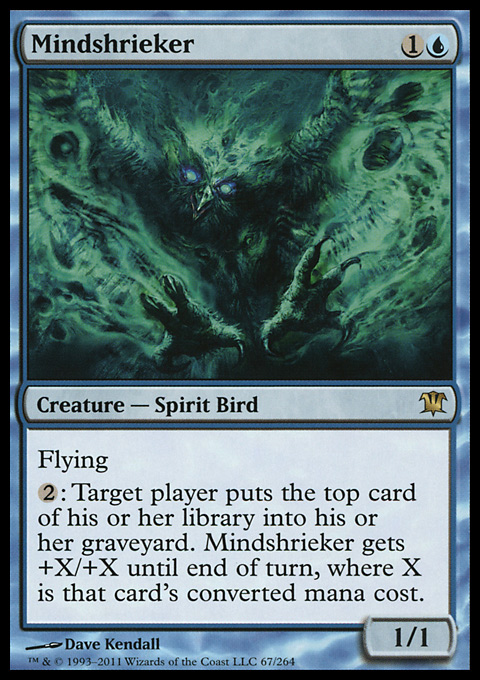 Mindshrieker 1
Creature — Spirit Bird
Flying
2: Target player puts the top card
of his or her library into his or
her graveyard. Mindshrieker gets
+X/+X until end of turn, where X
is that card's converted mana cost.
1/1
Dave Kendall
™ & © 1993–2011 Wizards of the Coast LLC 67/264